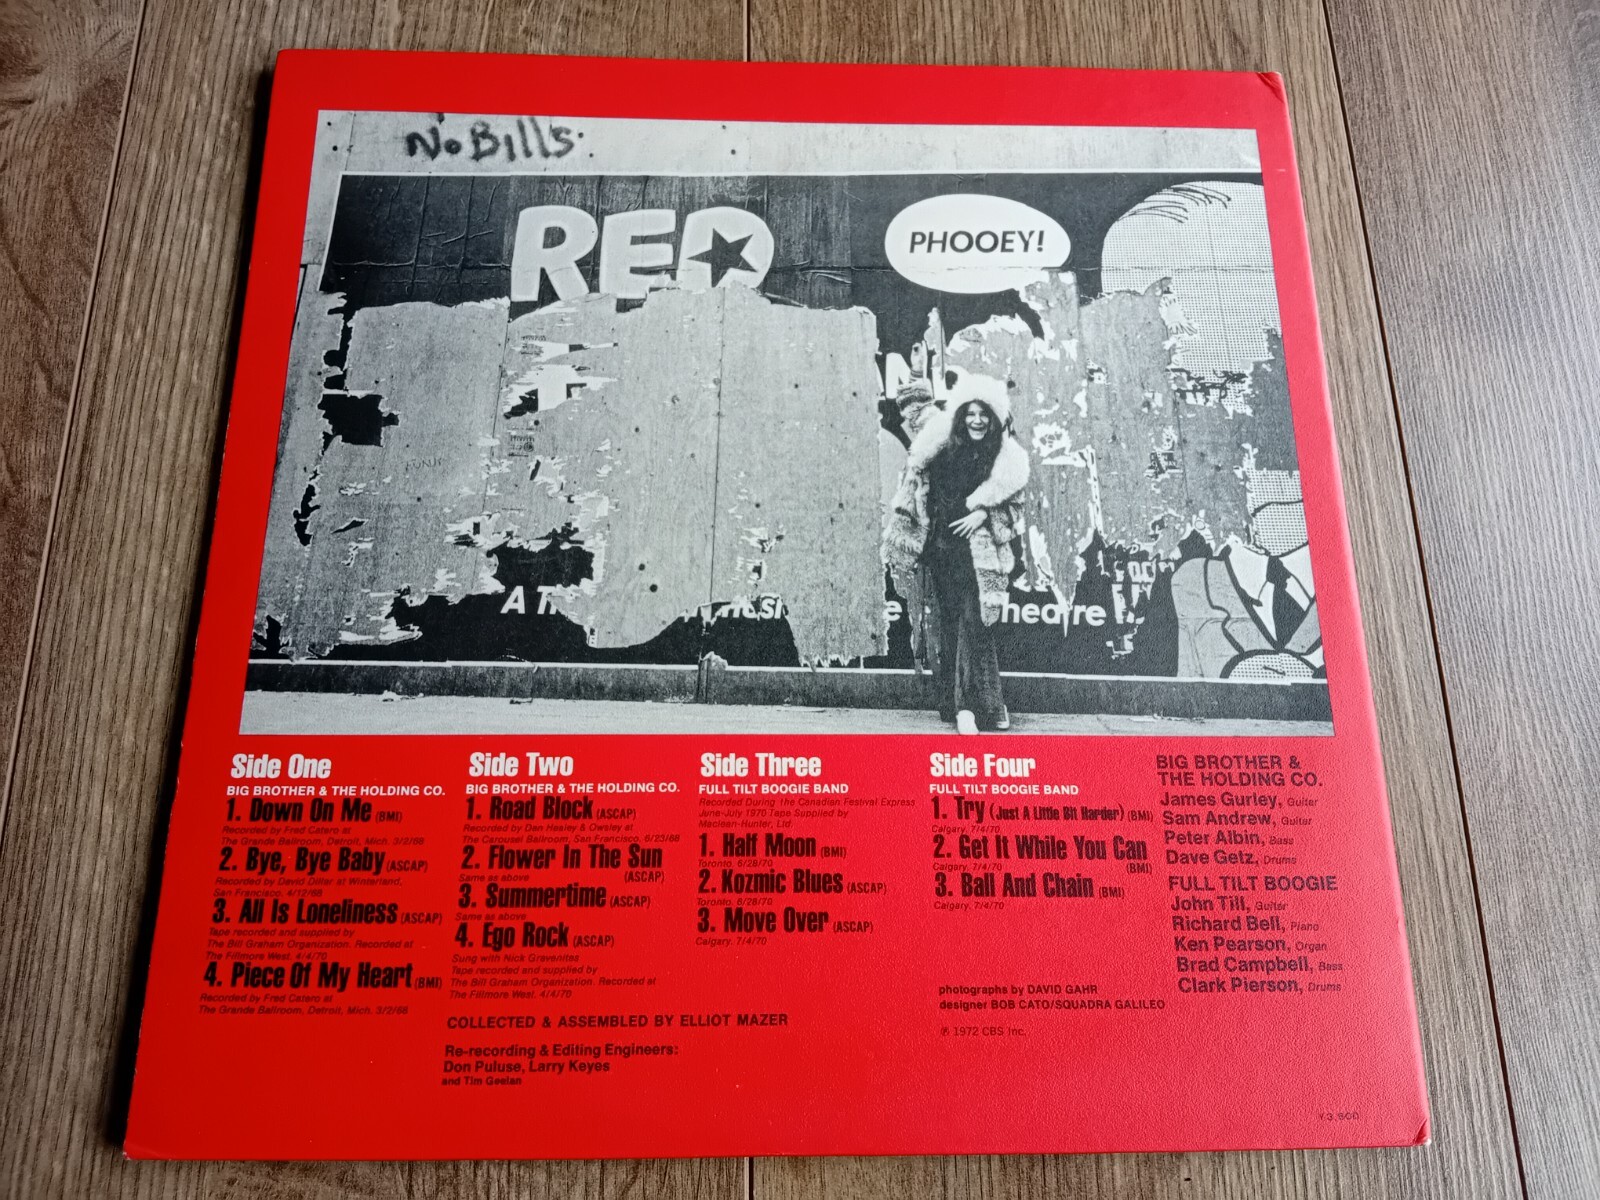 No Bills.
RED
PHOOEY!
Side One
BIG BROTHER & THE HOLDING CO.
1. Down On Me (BMI)
Recorded by Fred Catero at
The Grande Ballroom, Detroit, Mich. 3/2/68
2. Bye, Bye Baby (ASCAP)
Recorded by David Diller at Winterland,
San Francisco. 4/12/68
3. All Is Loneliness (ASCAP)
Tape recorded and supplied by
The Bill Graham Organization. Recorded at
The Fillmore West. 4/4/70
4. Piece Of My Heart (BMI)
Recorded by Fred Catero at
The Grande Ballroom, Detroit, Mich. 3/2/68
Side Two
BIG BROTHER & THE HOLDING CO.
1. Road Block (ASCAP)
Recorded by Dan Healey & Owsley at
The Carousel Ballroom, San Francisco. 6/23/68
2. Flower In The Sun
Same as above (ASCAP)
3. Summertime (ASCAP)
Same as above
4. Ego Rock (ASCAP)
Sung with Nick Gravenites
Tape recorded and supplied by
The Bill Graham Organization. Recorded at
The Fillmore West. 4/4/70
Side Three
FULL TILT BOOGIE BAND
Recorded During the Canadian Festival Express
June-July 1970 Tape Supplied by
Maclean-Hunter, Ltd.
1. Half Moon (BMI)
Toronto. 6/28/70
2. Kozmic Blues (ASCAP)
Toronto. 6/28/70
3. Move Over (ASCAP)
Calgary. 7/4/70
Side Four
FULL TILT BOOGIE BAND
1. Try (Just A Little Bit Harder) (BMI)
Calgary. 7/4/70
2. Get It While You Can
Calgary. 7/4/70 (BMI)
3. Ball And Chain (BMI)
Calgary. 7/4/70
BIG BROTHER &
THE HOLDING CO.
James Gurley, Guitar
Sam Andrew, Guitar
Peter Albin, Bass
Dave Getz, Drums
FULL TILT BOOGIE
John Till, Guitar
Richard Bell, Piano
Ken Pearson, Organ
Brad Campbell, Bass
Clark Pierson, Drums
COLLECTED & ASSEMBLED BY ELLIOT MAZER
Re-recording & Editing Engineers:
Don Puluse, Larry Keyes
and Tim Geelan
photographs by DAVID GAHR
designer BOB CATO/SQUADRA GALILEO
℗ 1972 CBS Inc.